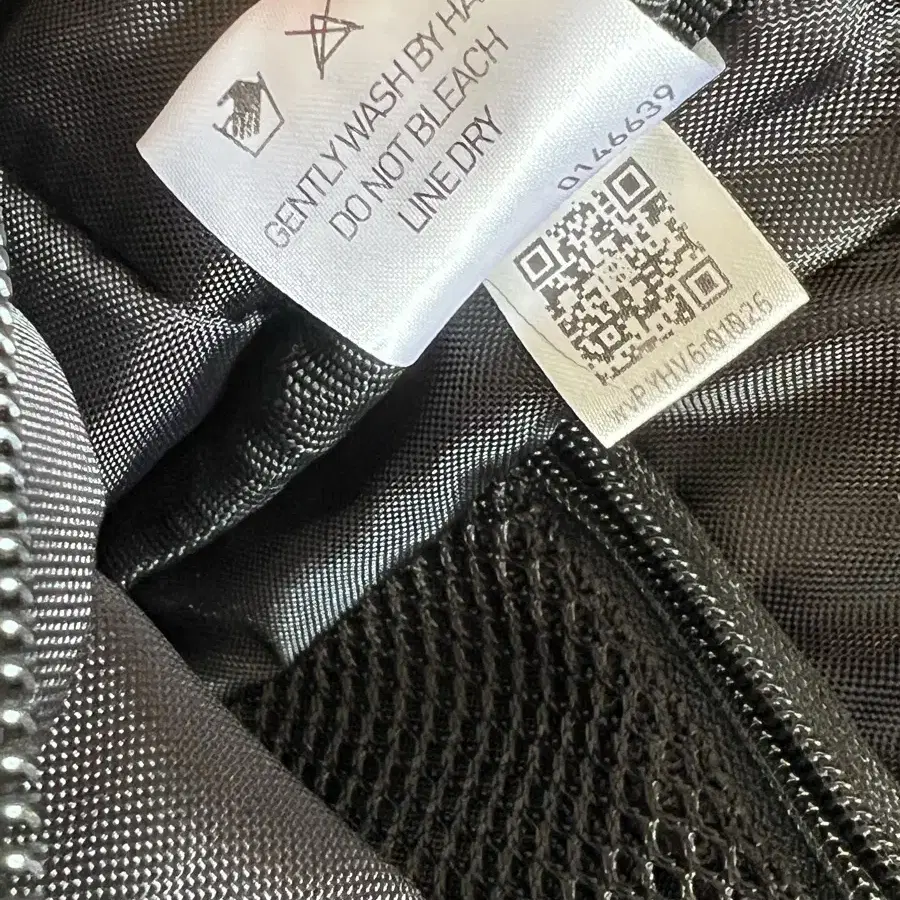 GENTLY WASH BY HA
DO NOT BLEACH
LINE DRY
0146639